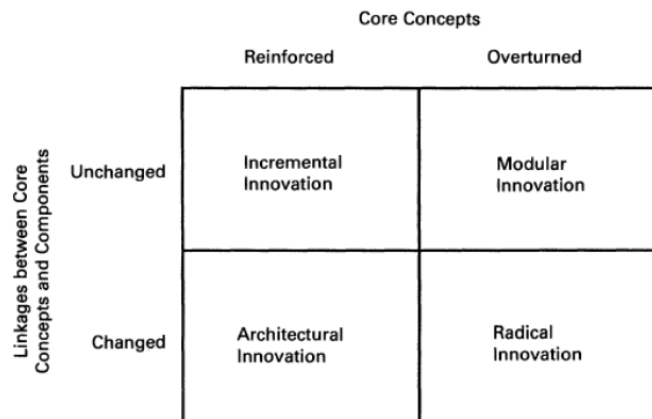 Core Concepts
Reinforced Overturned
Linkages between Core
Concepts and Components
Unchanged
Incremental
Innovation
Modular
Innovation
Changed
Architectural
Innovation
Radical
Innovation